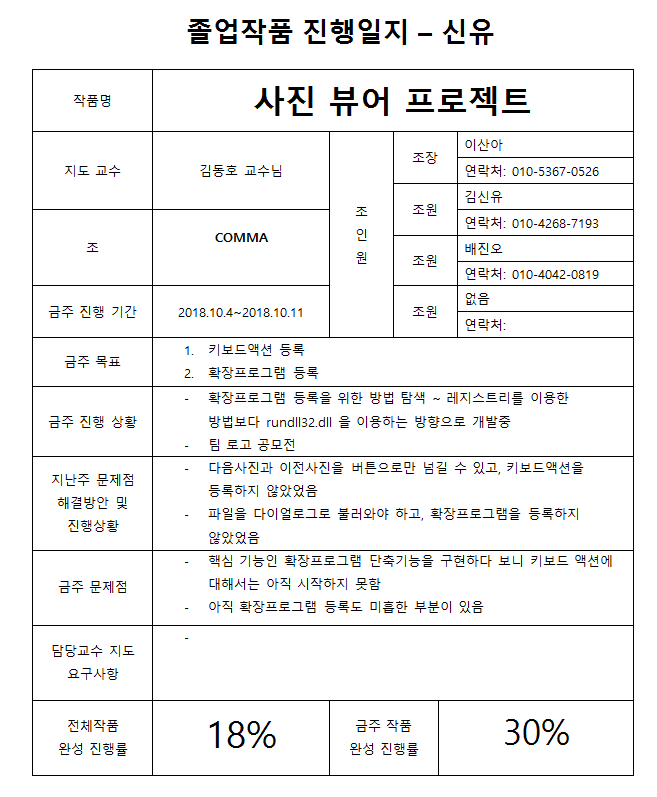 졸업작품 진행일지 – 신유
작품명
사진 뷰어 프로젝트
지도 교수
김동호 교수님
조인원
조장
이산아
연락처: 010-5367-0526
조원
김신유
연락처: 010-4268-7193
조
COMMA
조원
배진오
연락처: 010-4042-0819
금주 진행 기간
2018.10.4~2018.10.11
조원
없음
연락처:
금주 목표
1. 키보드액션 등록
2. 확장프로그램 등록
금주 진행 상황
- 확장프로그램 등록을 위한 방법 탐색 ~ 레지스트리를 이용한
방법보다 rundll32.dll 을 이용하는 방향으로 개발중
- 팀 로고 공모전
지난주 문제점
해결방안 및
진행상황
- 다음사진과 이전사진을 버튼으로만 넘길 수 있고, 키보드액션을
등록하지 않았었음
- 파일을 다이얼로그로 불러와야 하고, 확장프로그램을 등록하지
않았었음
금주 문제점
- 핵심 기능인 확장프로그램 단축기능을 구현하다 보니 키보드 액션에
대해서는 아직 시작하지 못함
- 아직 확장프로그램 등록도 미흡한 부분이 있음
담당교수 지도
요구사항
-
전체작품
완성 진행률
18%
금주 작품
완성 진행률
30%